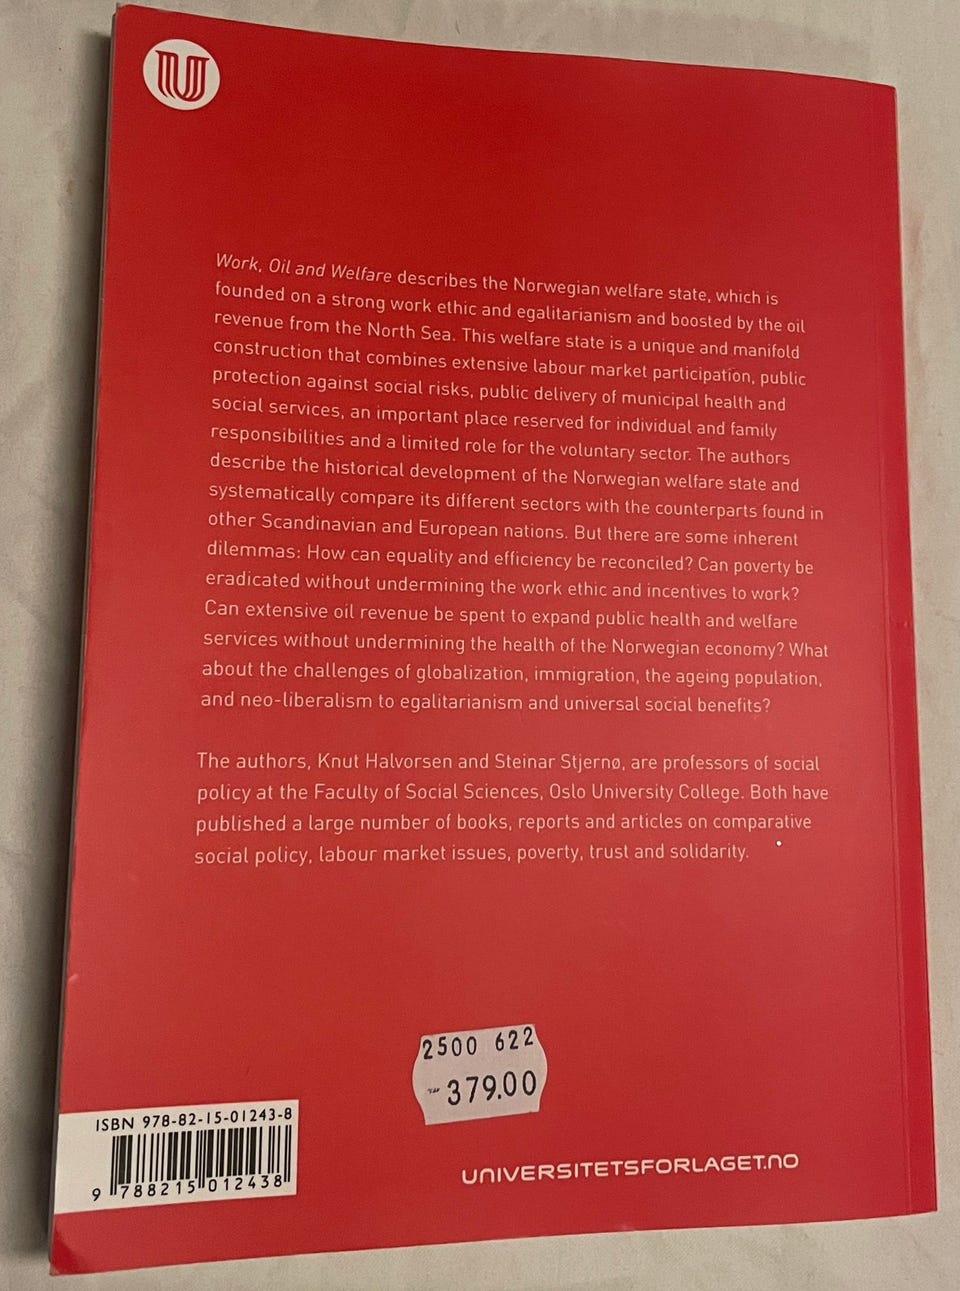 U
Work, Oil and Welfare describes the Norwegian welfare state, which is
founded on a strong work ethic and egalitarianism and boosted by the oil
revenue from the North Sea. This welfare state is a unique and manifold
construction that combines extensive labour market participation, public
protection against social risks, public delivery of municipal health and
social services, an important place reserved for individual and family
responsibilities and a limited role for the voluntary sector. The authors
describe the historical development of the Norwegian welfare state and
systematically compare its different sectors with the counterparts found in
other Scandinavian and European nations. But there are some inherent
dilemmas: How can equality and efficiency be reconciled? Can poverty be
eradicated without undermining the work ethic and incentives to work?
Can extensive oil revenue be spent to expand public health and welfare
services without undermining the health of the Norwegian economy? What
about the challenges of globalization, immigration, the ageing population,
and neo-liberalism to egalitarianism and universal social benefits?
The authors, Knut Halvorsen and Steinar Stjernø, are professors of social
policy at the Faculty of Social Sciences, Oslo University College. Both have
published a large number of books, reports and articles on comparative
social policy, labour market issues, poverty, trust and solidarity.
2500 622
379.00
ISBN 978-82-15-01243-8
9 788215 012438
UNIVERSITETSFORLAGET.NO